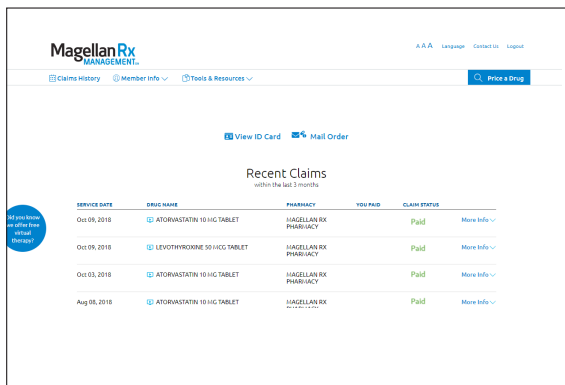 Magellan Rx
MANAGEMENT
A A A Language Contact Us Logout
Claims History Member Info Tools & Resources Price a Drug
View ID Card Mail Order
Recent Claims
within the last 3 months
SERVICE DATE DRUG NAME PHARMACY YOU PAID CLAIM STATUS
Oct 09, 2018 ATORVASTATIN 10 MG TABLET MAGELLAN RX Paid More Info
PHARMACY
Did you know
we offer free
virtual
therapy?
Oct 09, 2018 LEVOTHYROXINE 50 MCG TABLET MAGELLAN RX Paid More Info
PHARMACY
Oct 03, 2018 ATORVASTATIN 10 MG TABLET MAGELLAN RX Paid More Info
PHARMACY
Aug 08, 2018 ATORVASTATIN 10 MG TABLET MAGELLAN RX Paid More Info
PHARMACY